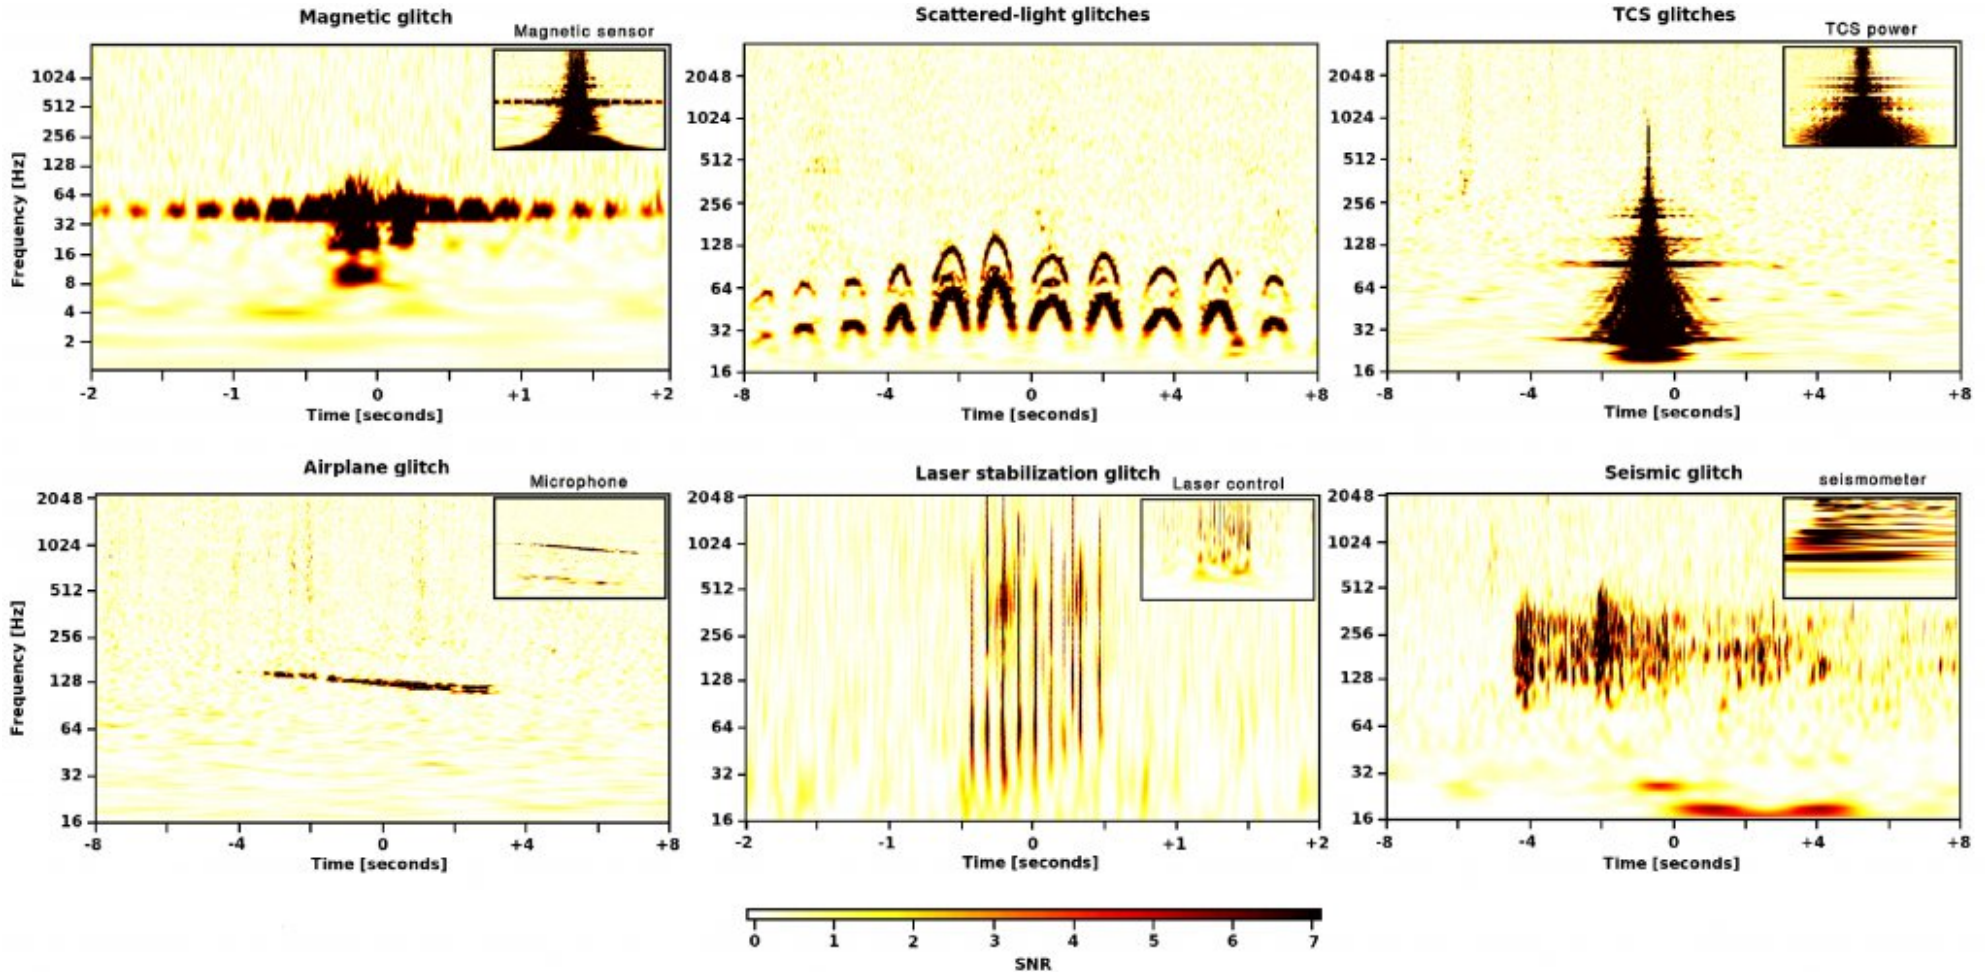 Magnetic glitch
Magnetic sensor
Frequency [Hz]
1024
512
256
128
64
32
16
8
4
2
-2 -1 0 +1 +2
Time [seconds]
Scattered-light glitches
2048
1024
512
256
128
64
32
16
-8 -4 0 +4 +8
Time [seconds]
TCS glitches
TCS power
2048
1024
512
256
128
64
32
16
-8 -4 0 +4 +8
Time [seconds]
Airplane glitch
Microphone
Frequency [Hz]
2048
1024
512
256
128
64
32
16
-8 -4 0 +4 +8
Time [seconds]
Laser stabilization glitch
Laser control
2048
1024
512
256
128
64
32
16
-2 -1 0 +1 +2
Time [seconds]
Seismic glitch
seismometer
2048
1024
512
256
128
64
32
16
-8 -4 0 +4 +8
Time [seconds]
0 1 2 3 4 5 6 7
SNR